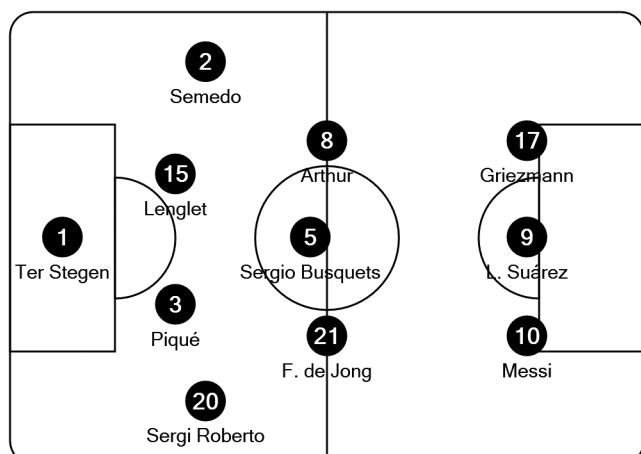 2
Semedo
8
Arthur
17
Griezmann
15
Lenglet
1
Ter Stegen
5
Sergio Busquets
9
L. Suárez
3
Piqué
21
F. de Jong
10
Messi
20
Sergi Roberto